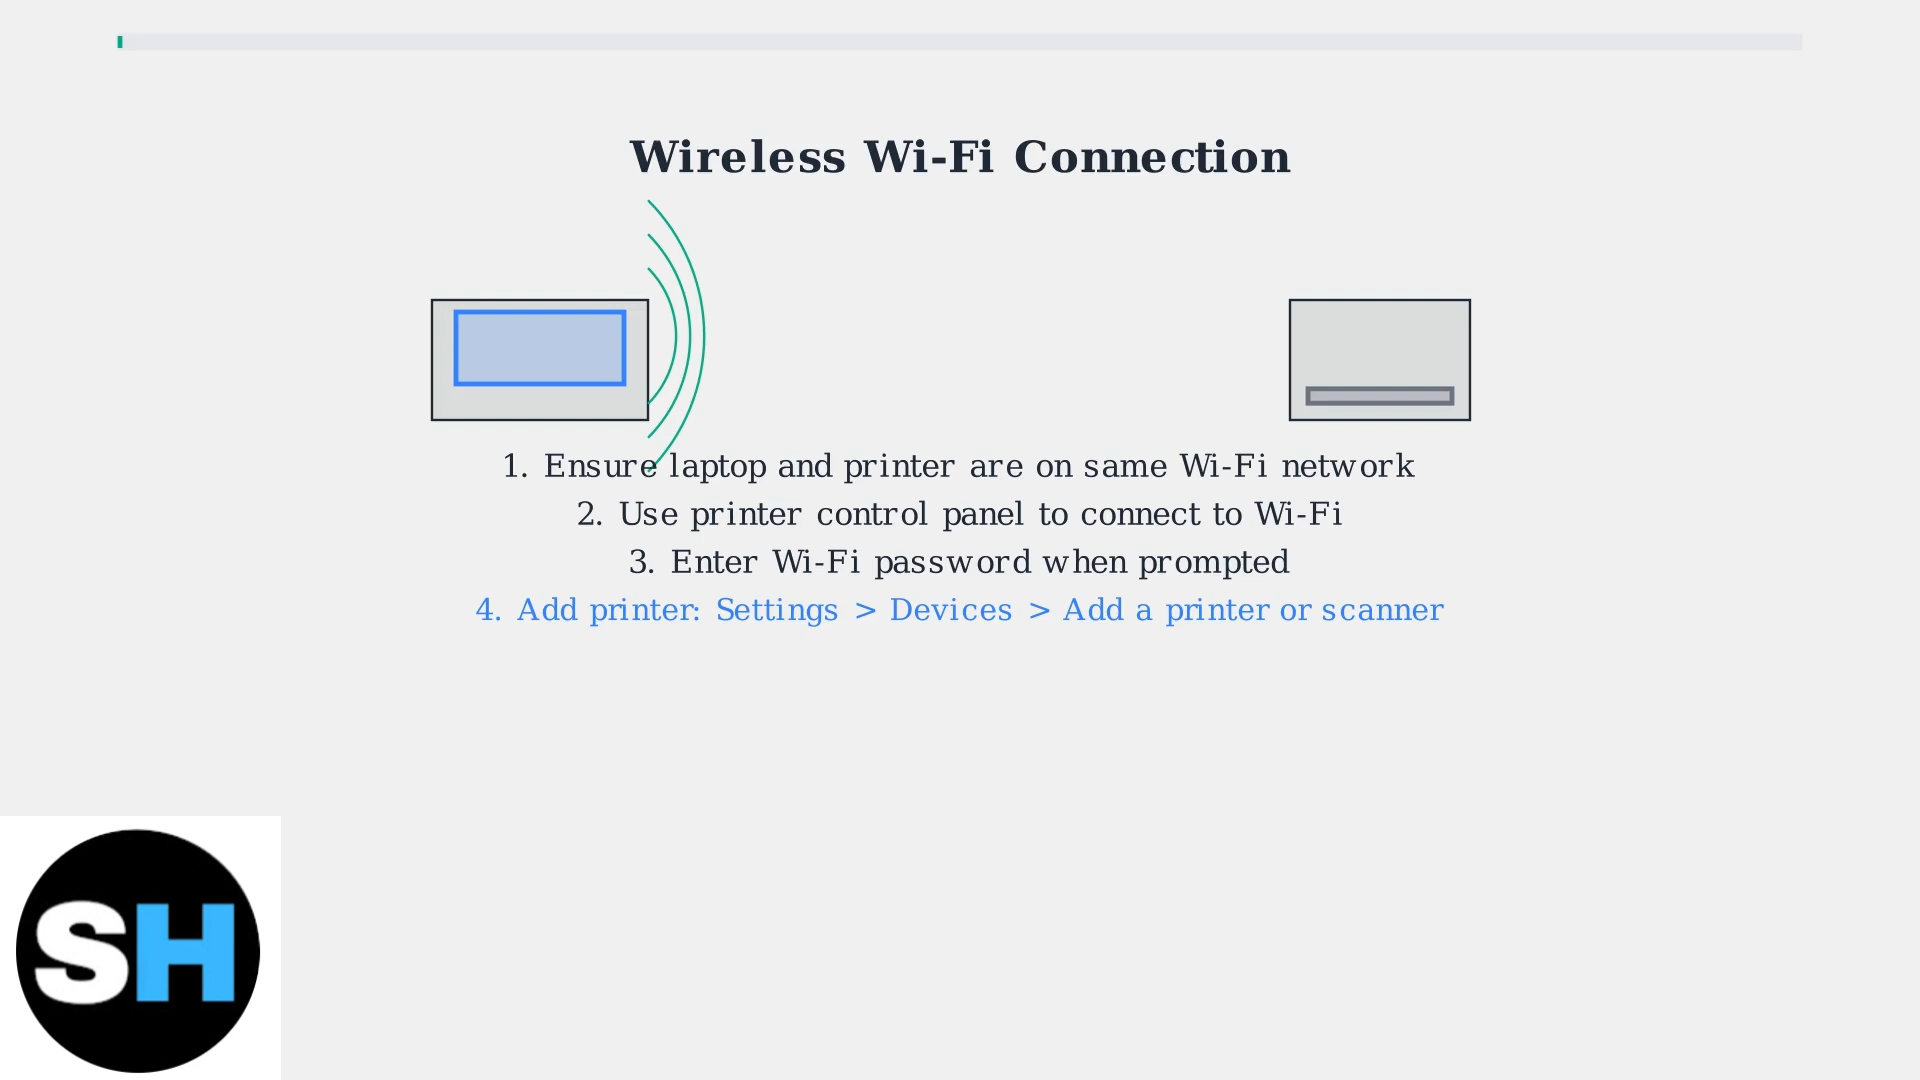 Wireless Wi-Fi Connection
1. Ensure laptop and printer are on same Wi-Fi network
2. Use printer control panel to connect to Wi-Fi
3. Enter Wi-Fi password when prompted
4. Add printer: Settings > Devices > Add a printer or scanner
SH